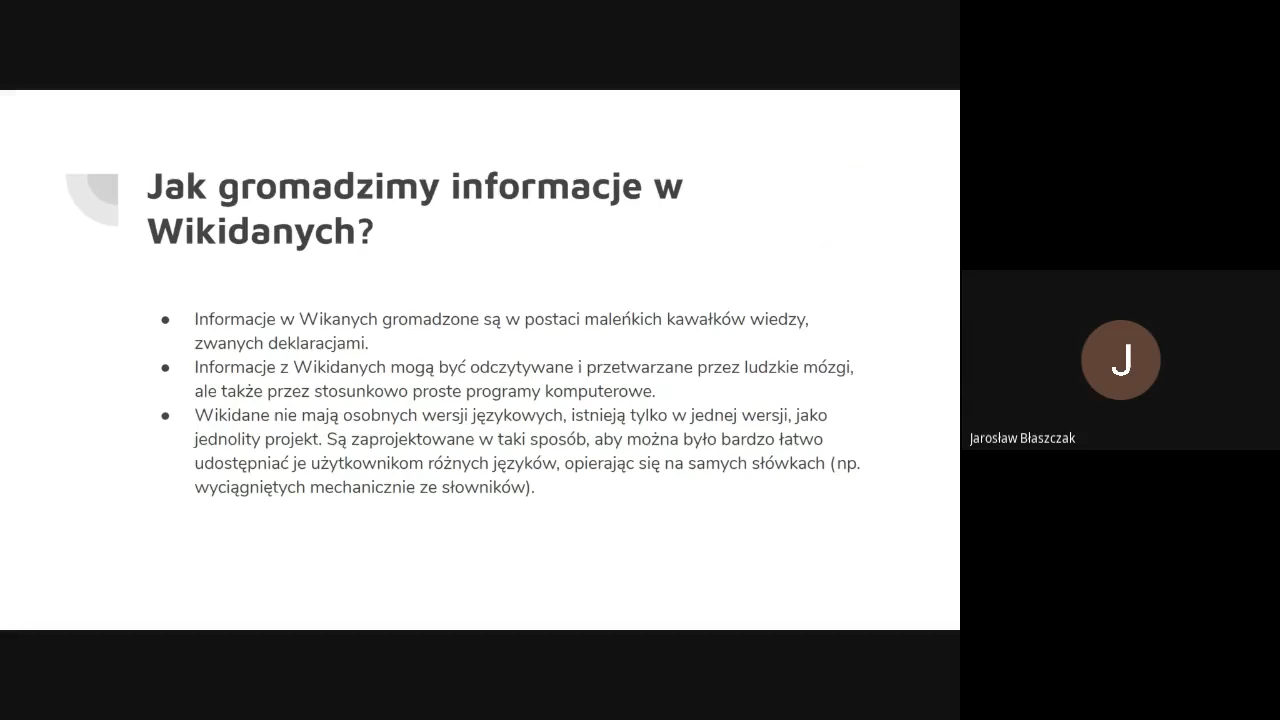 Jak gromadzimy informacje w
Wikidanych?
● Informacje w Wikanych gromadzone są w postaci maleńkich kawałków wiedzy,
zwanych deklaracjami.
● Informacje z Wikidanych mogą być odczytywane i przetwarzane przez ludzkie mózgi,
ale także przez stosunkowo proste programy komputerowe.
● Wikidane nie mają osobnych wersji językowych, istnieją tylko w jednej wersji, jako
jednolity projekt. Są zaprojektowane w taki sposób, aby można było bardzo łatwo
udostępniać je użytkownikom różnych języków, opierając się na samych słówkach (np.
wyciągniętych mechanicznie ze słowników).
J
Jarosław Błaszczak